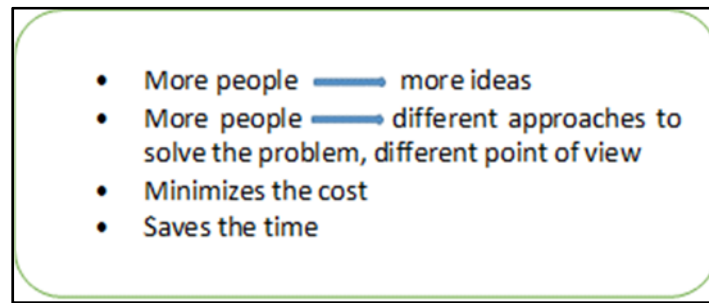 • More people → more ideas
• More people → different approaches to
solve the problem, different point of view
• Minimizes the cost
• Saves the time